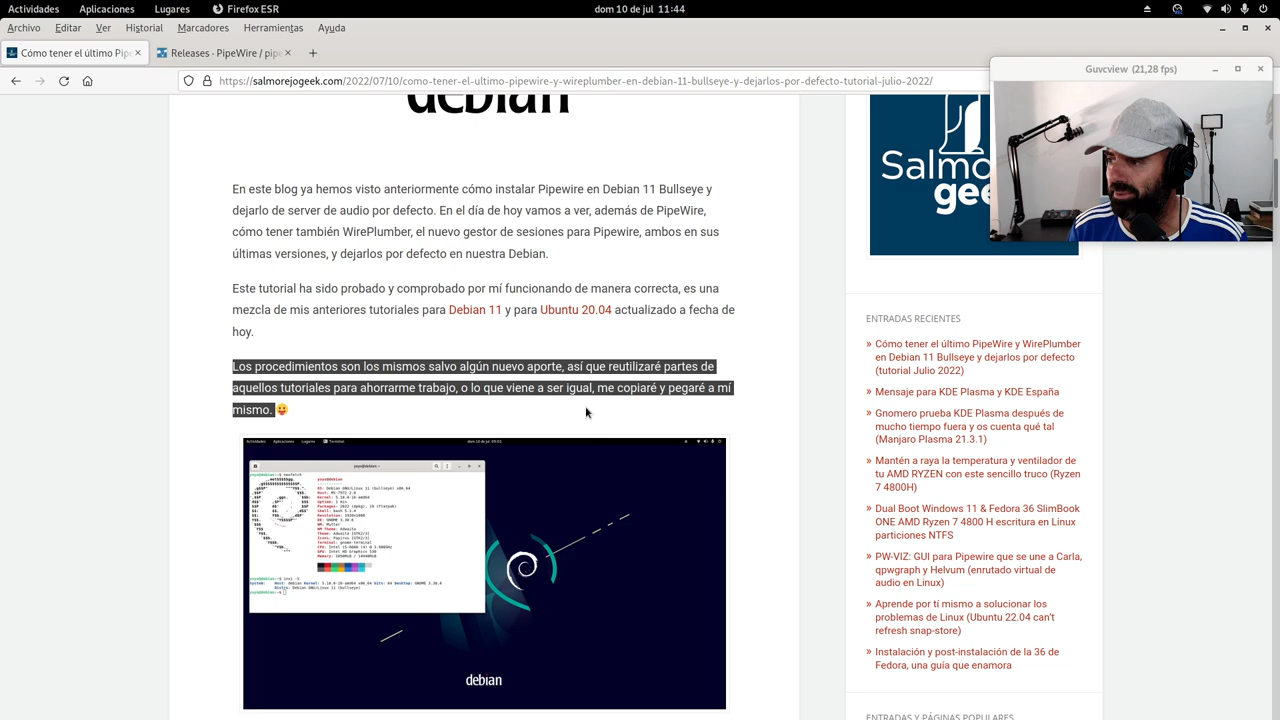 Actividades Aplicaciones Lugares Firefox ESR dom 10 de jul 11:44
Archivo Editar Ver Historial Marcadores Herramientas Ayuda
Cómo tener el último Pip Releases · PipeWire / pip
https://salmorejogeek.com/2022/07/10/como-tener-el-ultimo-pipewire-y-wireplumber-en-debian-11-bullseye-y-dejarlos-por-defecto-tutorial-julio-2022/
Guvcview (21,28 fps)
debian
En este blog ya hemos visto anteriormente cómo instalar Pipewire en Debian 11 Bullseye y
dejarlo de server de audio por defecto. En el día de hoy vamos a ver, además de PipeWire,
cómo tener también WirePlumber, el nuevo gestor de sesiones para Pipewire, ambos en sus
últimas versiones, y dejarlos por defecto en nuestra Debian.
Este tutorial ha sido probado y comprobado por mí funcionando de manera correcta, es una
mezcla de mis anteriores tutoriales para Debian 11 y para Ubuntu 20.04 actualizado a fecha de
hoy.
Los procedimientos son los mismos salvo algún nuevo aporte, así que reutilizaré partes de
aquellos tutoriales para ahorrarme trabajo, o lo que viene a ser igual, me copiaré y pegaré a mí
mismo.
Actividades Aplicaciones Lugares Terminal
debian
Salmo
gee
ENTRADAS RECIENTES
» Cómo tener el último PipeWire y WirePlumber
en Debian 11 Bullseye y dejarlos por defecto
(tutorial Julio 2022)
» Mensaje para KDE Plasma y KDE España
» Gnomero prueba KDE Plasma después de
mucho tiempo fuera y os cuenta qué tal
(Manjaro Plasma 21.3.1)
» Mantén a raya la temperatura y ventilador de
tu AMD RYZEN con este sencillo truco (Ryzen
7 4800H)
» Dual Boot Windows 11 & Fedora 36 SlimBook
ONE AMD Ryzen 7 4800 H escritura en Linux
particiones NTFS
» PW-VIZ: GUI para Pipewire que se une a Carla,
qpwgraph y Helvum (enrutado virtual de
audio en Linux)
» Aprende por tí mismo a solucionar los
problemas de Linux (Ubuntu 22.04 can't
refresh snap-store)
» Instalación y post-instalación de la 36 de
Fedora, una guía que enamora
ENTRADAS Y PÁGINAS POPULARES